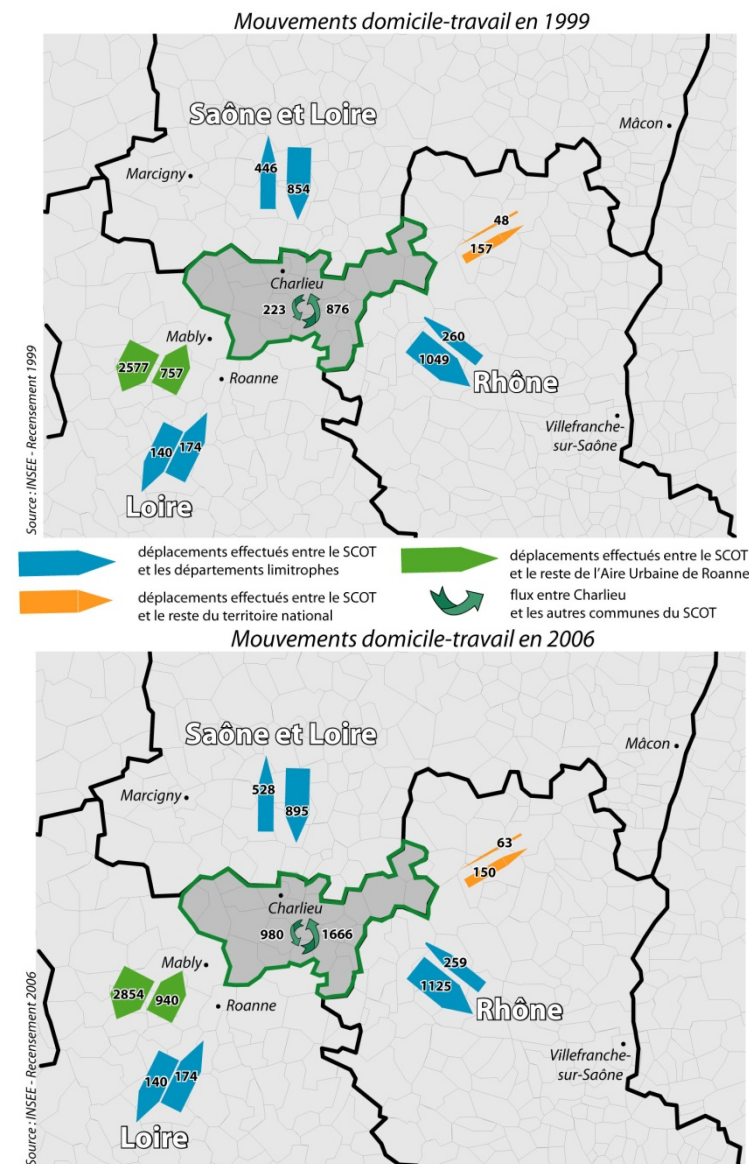 Mouvements domicile-travail en 1999
Saône et Loire
Mâcon
Marcigny
446
854
48
157
Charlieu
223
876
Mably
260
1049
2577
757
Roanne
Rhône
Villefranche-
sur-Saône
140
174
Loire
Source : INSEE - Recensement 1999
déplacements effectués entre le SCOT
et les départements limitrophes
déplacements effectués entre le SCOT
et le reste de l'Aire Urbaine de Roanne
déplacements effectués entre le SCOT
et le reste du territoire national
flux entre Charlieu
et les autres communes du SCOT
Mouvements domicile-travail en 2006
Saône et Loire
Mâcon
Marcigny
528
895
63
150
Charlieu
980
1666
Mably
259
1125
2854
940
Roanne
Rhône
Villefranche-
sur-Saône
140
174
Loire
Source : INSEE - Recensement 2006